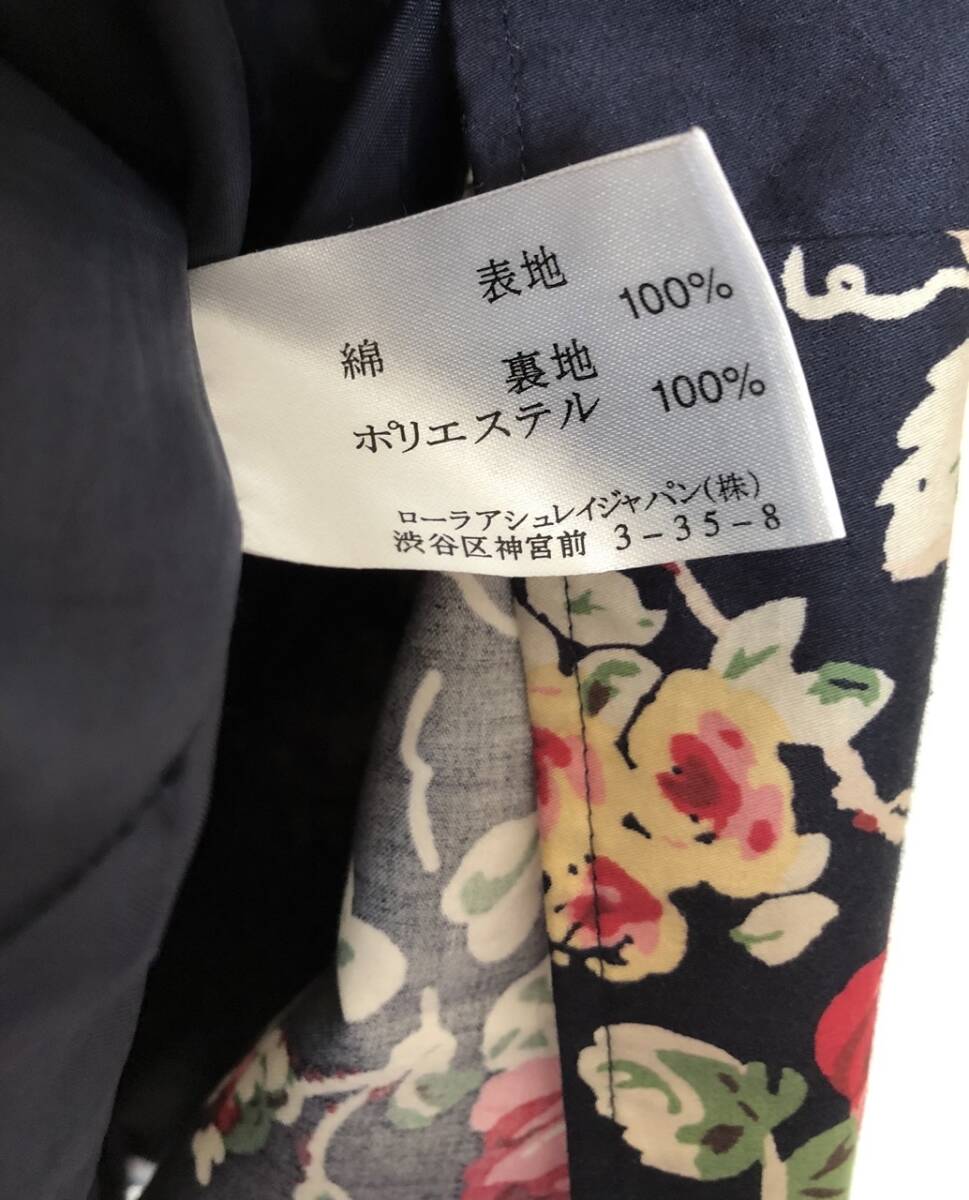 表地
綿 100%
裏地
ポリエステル 100%
ローラアシュレイジャパン(株)
渋谷区神宮前 3-35-8